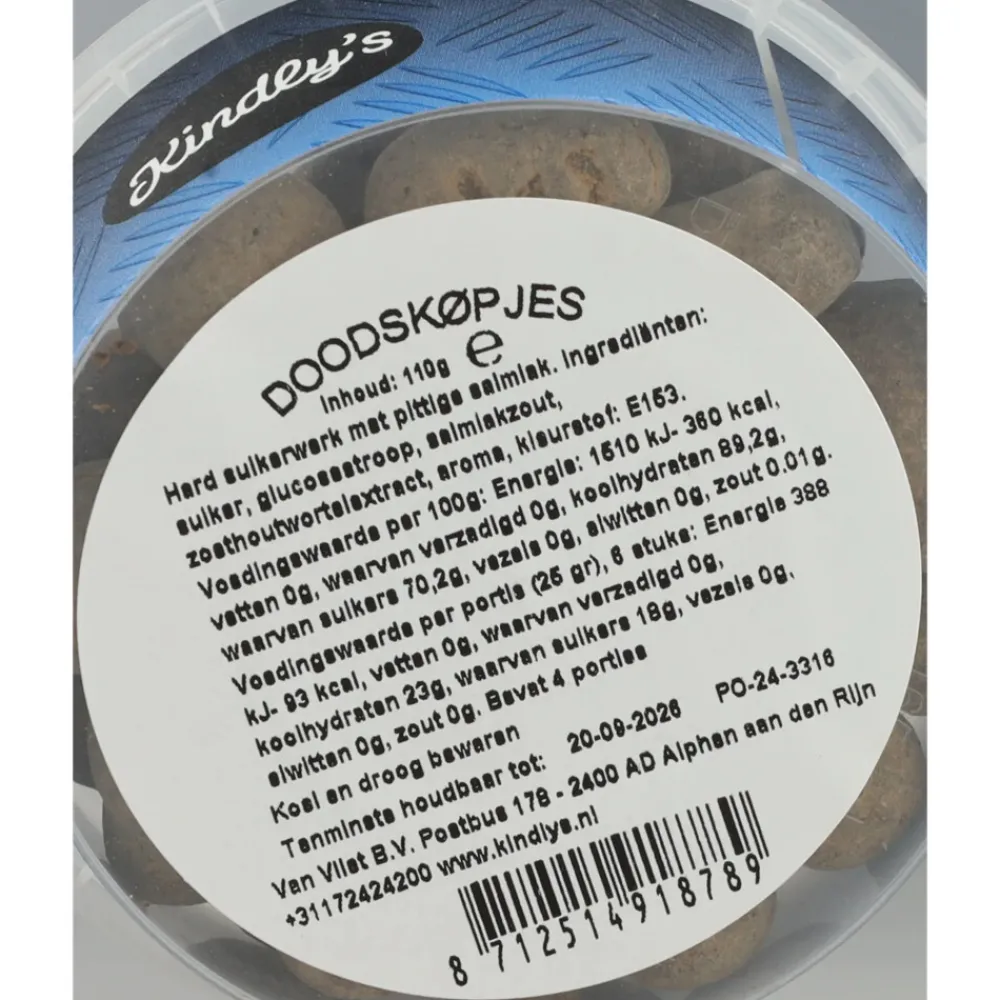 Kindly's
DOODSKØPJES
Inhoud: 110g e
Hard suikerwerk met pittige salmiak. Ingrediënten:
suiker, glucosestroop, salmiakzout,
zoethoutwortelextract, aroma, kleurstof: E153.
Voedingswaarde per 100g: Energie: 1510 kJ- 360 kcal,
vetten 0g, waarvan verzadigd 0g, koolhydraten 89,2g,
waarvan suikers 70,2g, vezels 0g, eiwitten 0g, zout 0.01g.
Voedingswaarde per portie (25 gr), 6 stuks: Energie 388
kJ- 93 kcal, vetten 0g, waarvan verzadigd 0g,
koolhydraten 23g, waarvan suikers 18g, vezels 0g,
eiwitten 0g, zout 0g. Bevat 4 porties
Koel en droog bewaren
Tenminste houdbaar tot: 20-09-2026 PO-24-3316
Van Vliet B.V. Postbus 178 - 2400 AD Alphen aan den Rijn
+31172424200 www.kindlys.nl
8 712514 918789